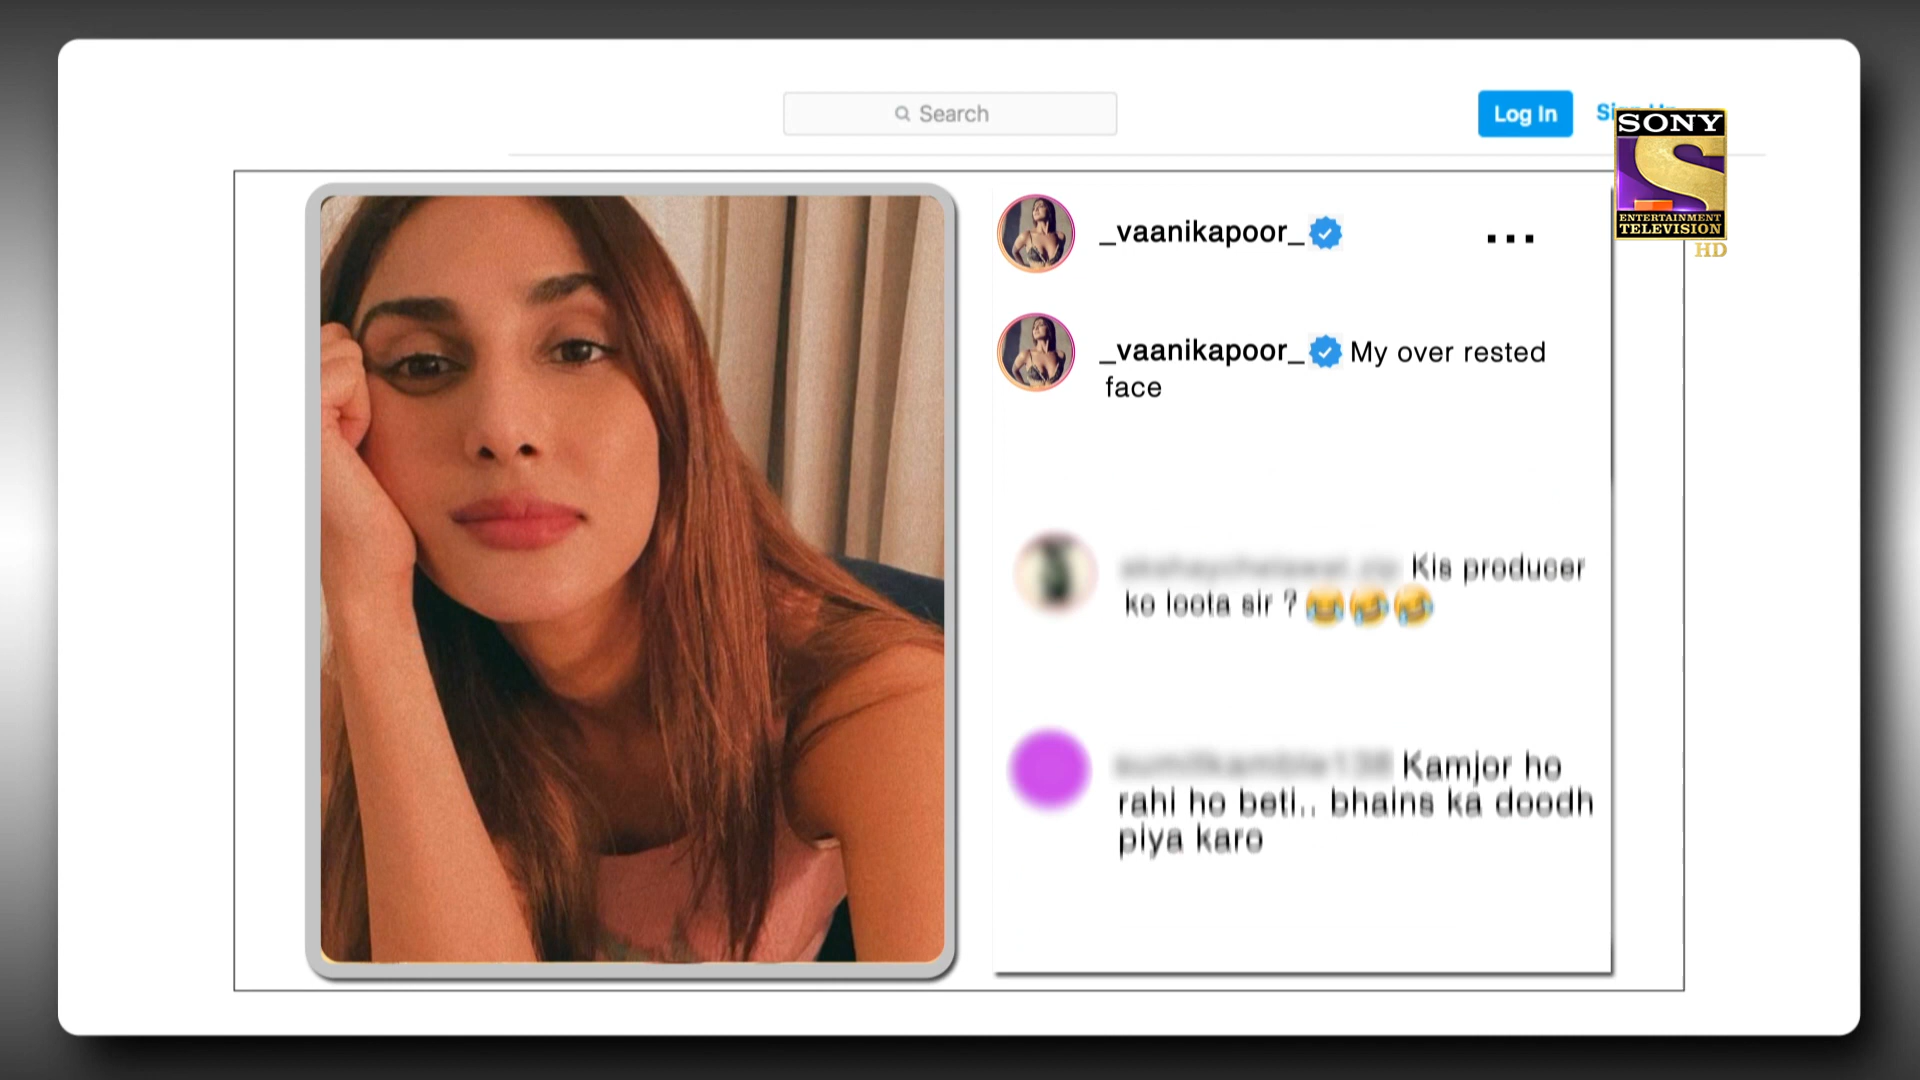 Search
Log In
SONY
ENTERTAINMENT
TELEVISION
HD
_vaanikapoor_
...
_vaanikapoor_ My over rested
face
Kis producer
ko loota sir ? 😂😂😂
Kamjor ho
rahi ho beti.. bhains ka doodh
piya karo